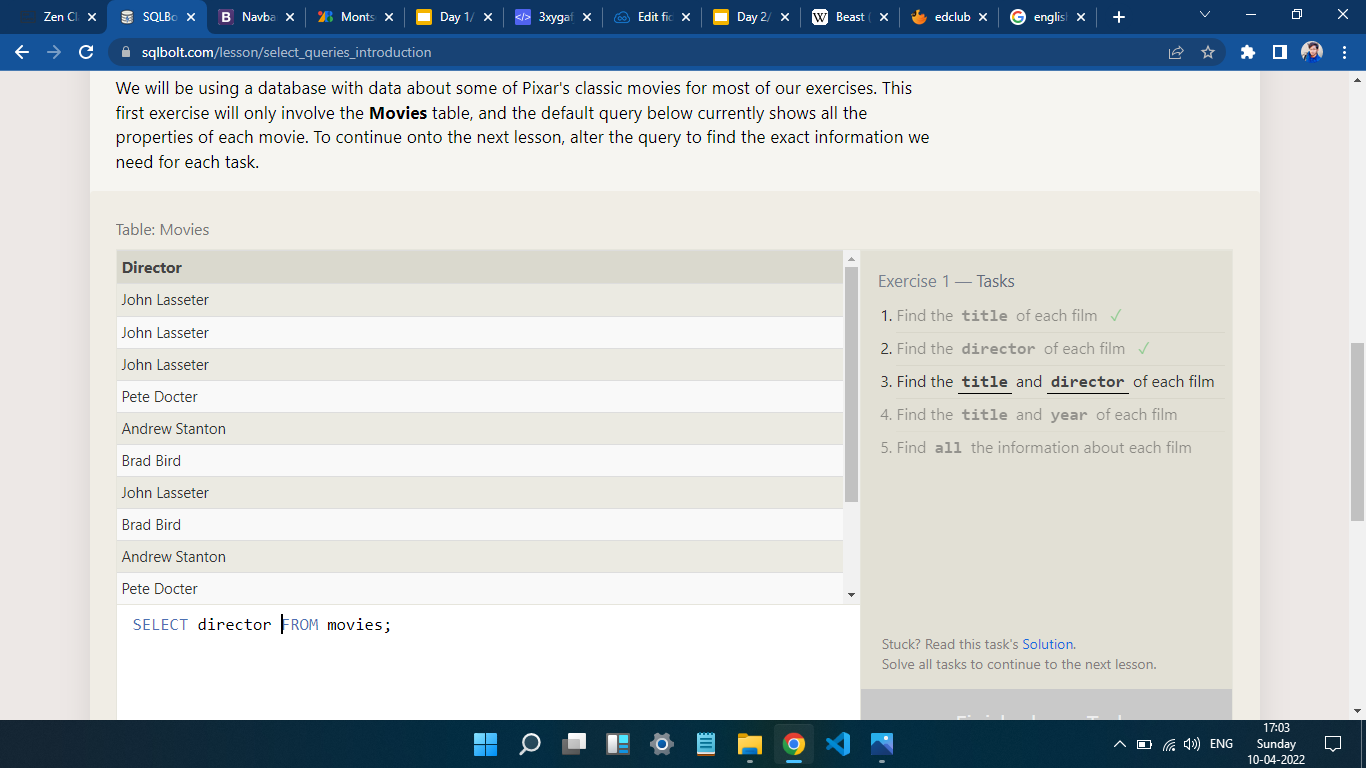 Zen Cl
SQLBo
Navba
Monts
Day 1/
3xygaf
Edit fi
Day 2/
Beast (
edclub
englis
sqlbolt.com/lesson/select_queries_introduction
We will be using a database with data about some of Pixar's classic movies for most of our exercises. This
first exercise will only involve the Movies table, and the default query below currently shows all the
properties of each movie. To continue onto the next lesson, alter the query to find the exact information we
need for each task.
Table: Movies
Director
John Lasseter
John Lasseter
John Lasseter
Pete Docter
Andrew Stanton
Brad Bird
John Lasseter
Brad Bird
Andrew Stanton
Pete Docter
SELECT director FROM movies;
Exercise 1 — Tasks
1. Find the title of each film ✓
2. Find the director of each film ✓
3. Find the title and director of each film
4. Find the title and year of each film
5. Find all the information about each film
Stuck? Read this task's Solution.
Solve all tasks to continue to the next lesson.
ENG
17:03
Sunday
10-04-2022